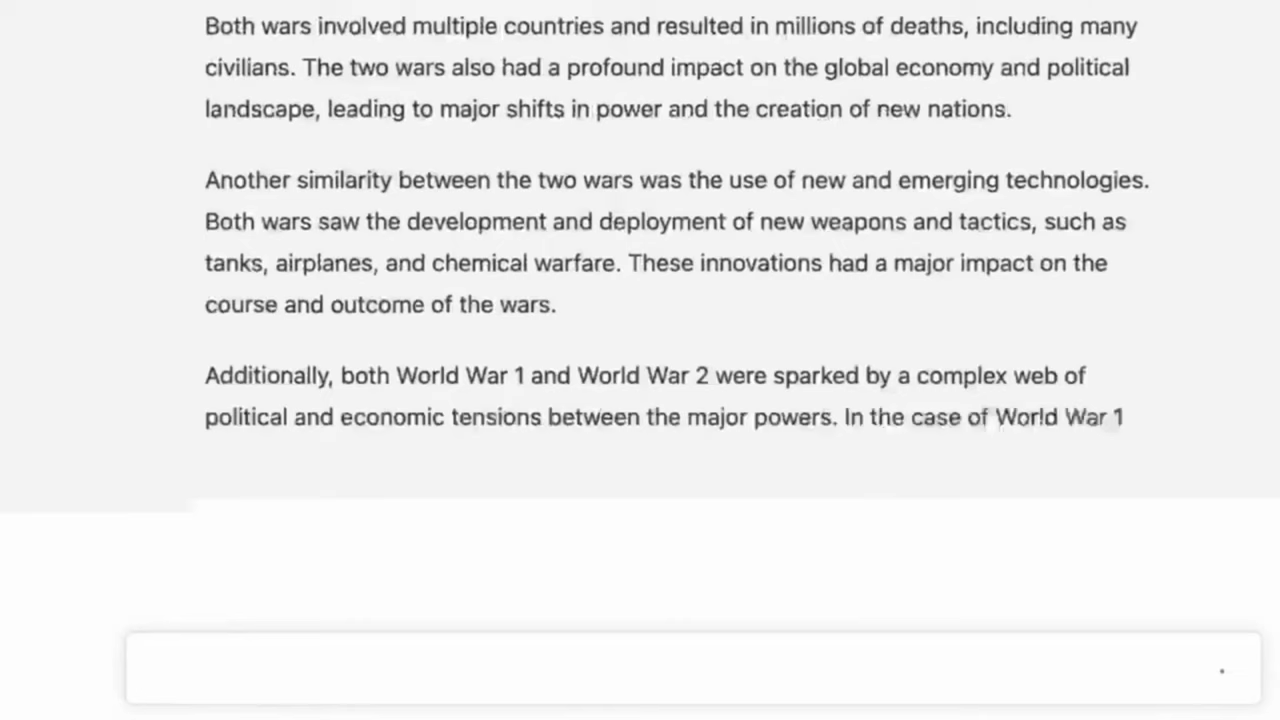 Both wars involved multiple countries and resulted in millions of deaths, including many
civilians. The two wars also had a profound impact on the global economy and political
landscape, leading to major shifts in power and the creation of new nations.
Another similarity between the two wars was the use of new and emerging technologies.
Both wars saw the development and deployment of new weapons and tactics, such as
tanks, airplanes, and chemical warfare. These innovations had a major impact on the
course and outcome of the wars.
Additionally, both World War 1 and World War 2 were sparked by a complex web of
political and economic tensions between the major powers. In the case of World War 1